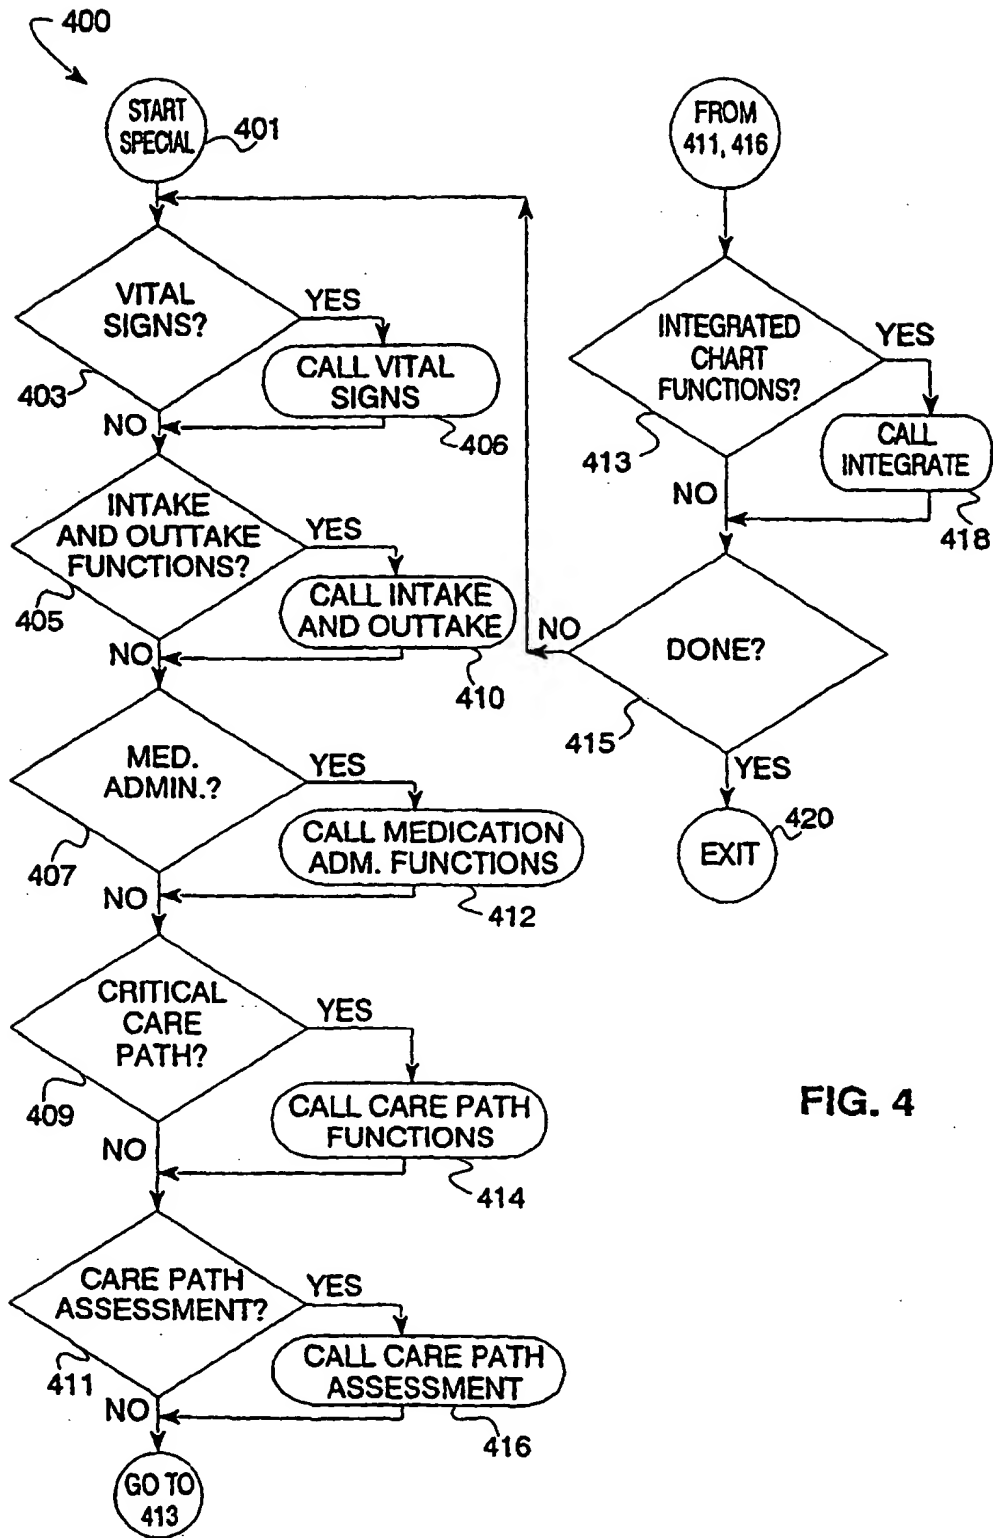 400
START
SPECIAL
401
VITAL
SIGNS?
403
YES
CALL VITAL
SIGNS
406
NO
INTAKE
AND OUTTAKE
FUNCTIONS?
405
YES
CALL INTAKE
AND OUTTAKE
410
NO
MED.
ADMIN.?
407
YES
CALL MEDICATION
ADM. FUNCTIONS
412
NO
CRITICAL
CARE
PATH?
409
YES
CALL CARE PATH
FUNCTIONS
414
NO
CARE PATH
ASSESSMENT?
411
YES
CALL CARE PATH
ASSESSMENT
416
NO
GO TO
413
FROM
411, 416
INTEGRATED
CHART
FUNCTIONS?
413
YES
CALL
INTEGRATE
418
NO
DONE?
415
NO
YES
EXIT
420
FIG. 4